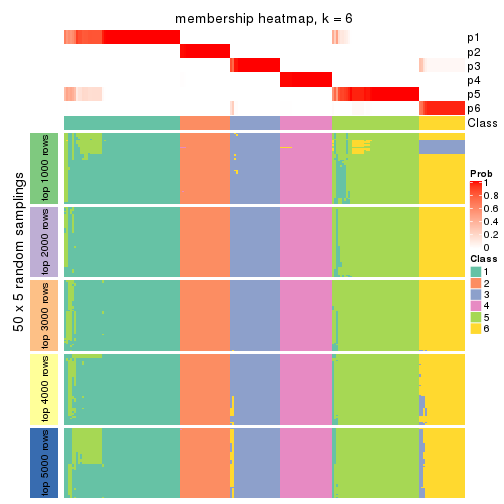 membership heatmap, k = 6
p1
p2
p3
p4
p5
p6
Class
50 x 5 random samplings
top 1000 rows
top 2000 rows
top 3000 rows
top 4000 rows
top 5000 rows
Prob
1
0.8
0.6
0.4
0.2
0
Class
1
2
3
4
5
6